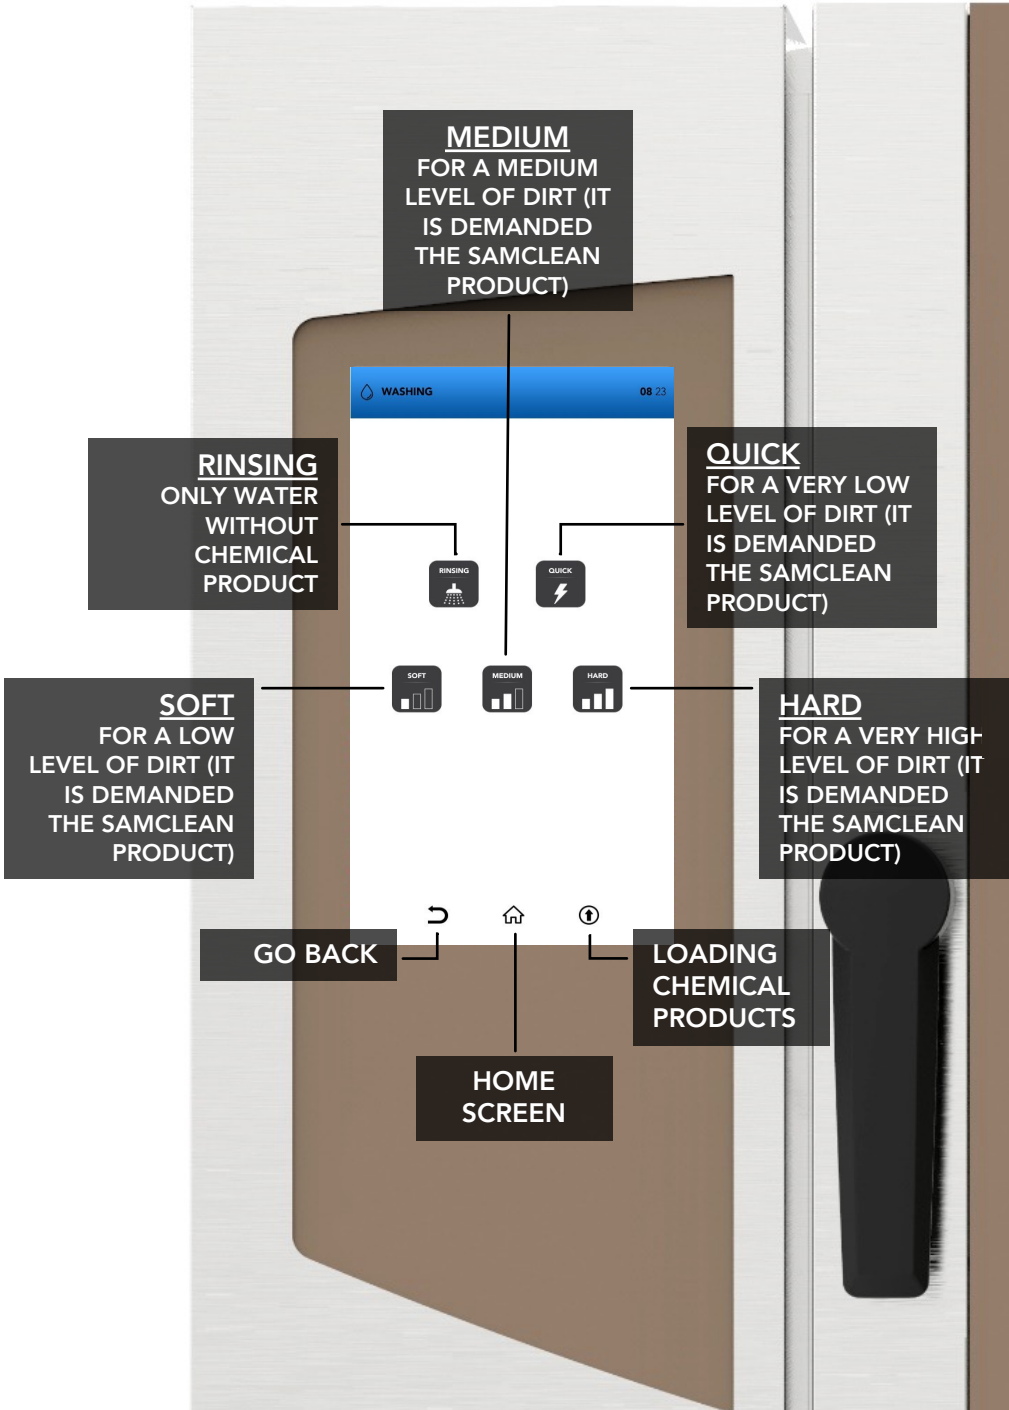 MEDIUM
FOR A MEDIUM
LEVEL OF DIRT (IT
IS DEMANDED
THE SAMCLEAN
PRODUCT)
WASHING
08 23
RINSING
ONLY WATER
WITHOUT
CHEMICAL
PRODUCT
QUICK
FOR A VERY LOW
LEVEL OF DIRT (IT
IS DEMANDED
THE SAMCLEAN
PRODUCT)
RINSING
QUICK
SOFT
MEDIUM
HARD
SOFT
FOR A LOW
LEVEL OF DIRT (IT
IS DEMANDED
THE SAMCLEAN
PRODUCT)
HARD
FOR A VERY HIGH
LEVEL OF DIRT (IT
IS DEMANDED
THE SAMCLEAN
PRODUCT)
GO BACK
LOADING
CHEMICAL
PRODUCTS
HOME
SCREEN